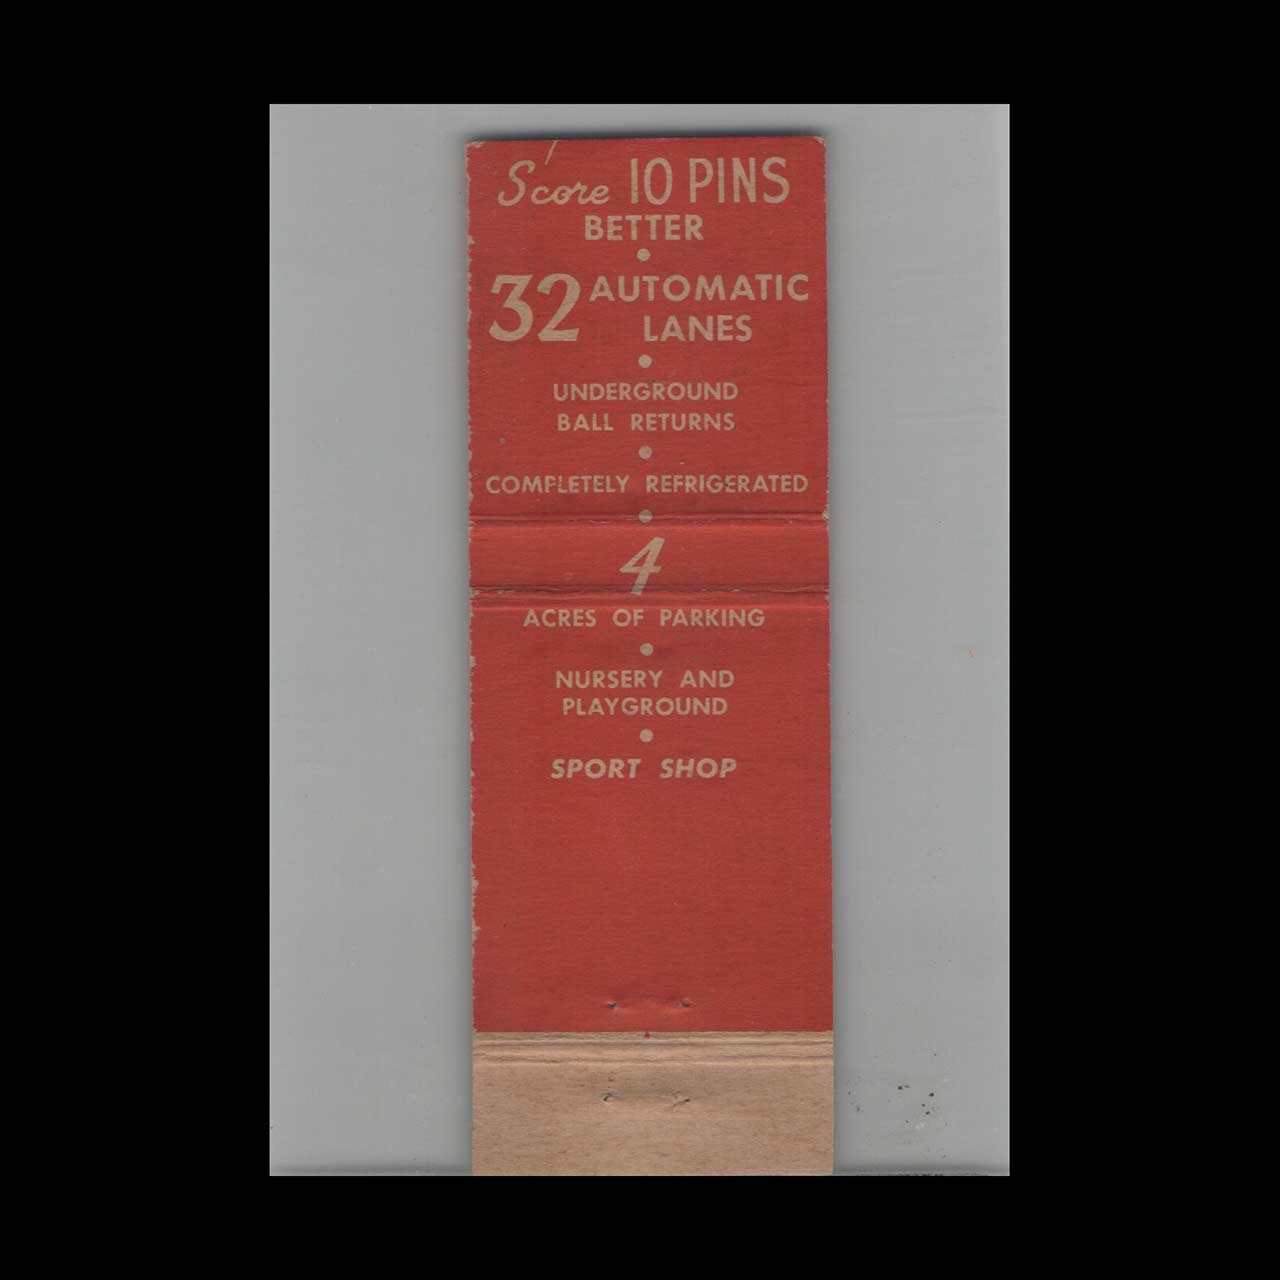 Score 10 PINS
BETTER
32 AUTOMATIC
LANES
UNDERGROUND
BALL RETURNS
COMPLETELY REFRIGERATED
4
ACRES OF PARKING
NURSERY AND
PLAYGROUND
SPORT SHOP